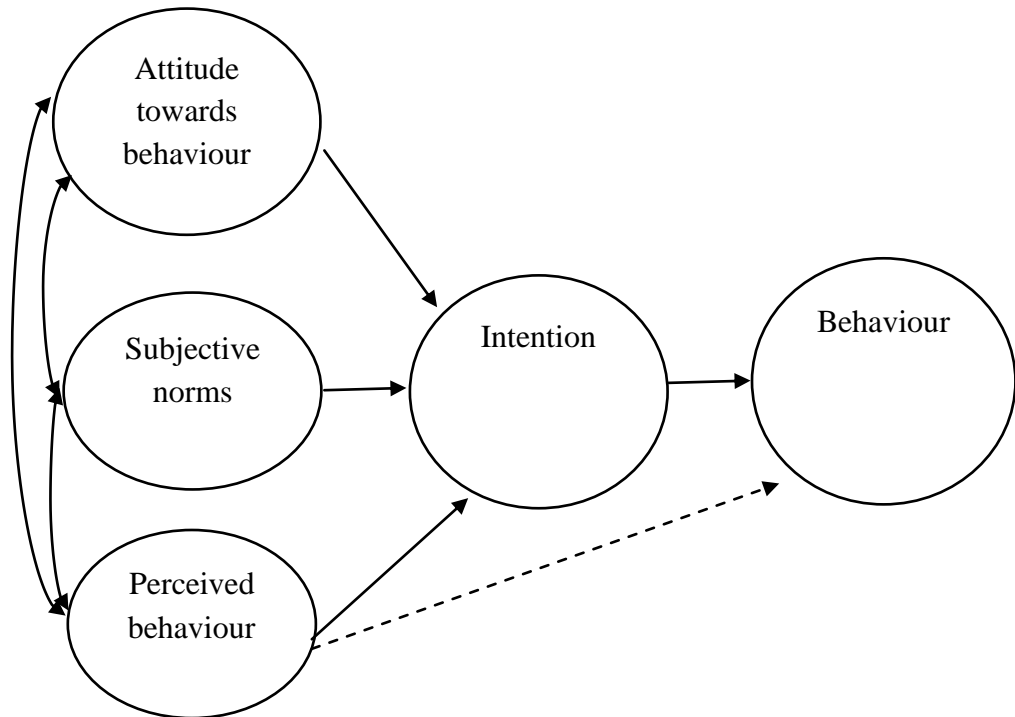 Attitude
towards
behaviour
Subjective
norms
Perceived
behaviour
Intention
Behaviour